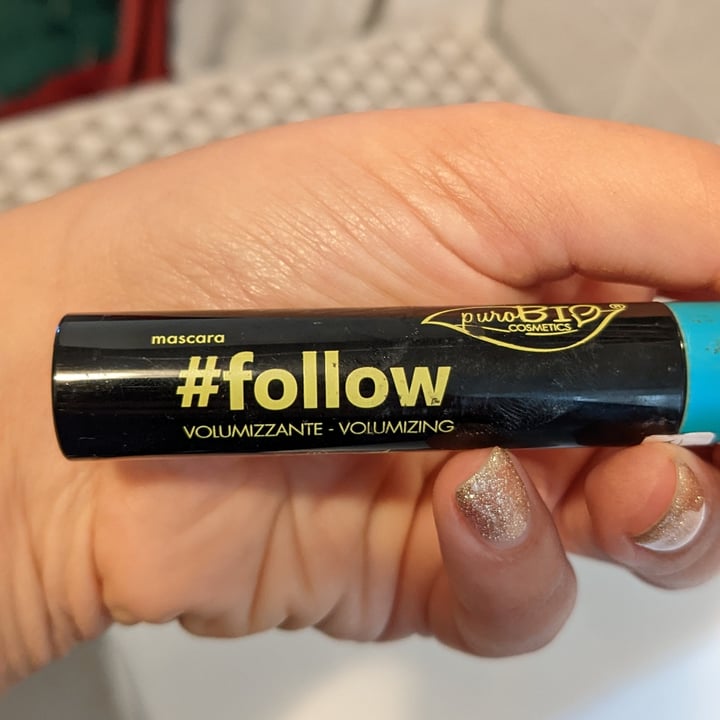 puroBIO®
COSMETICS
mascara
#follow
VOLUMIZZANTE - VOLUMIZING